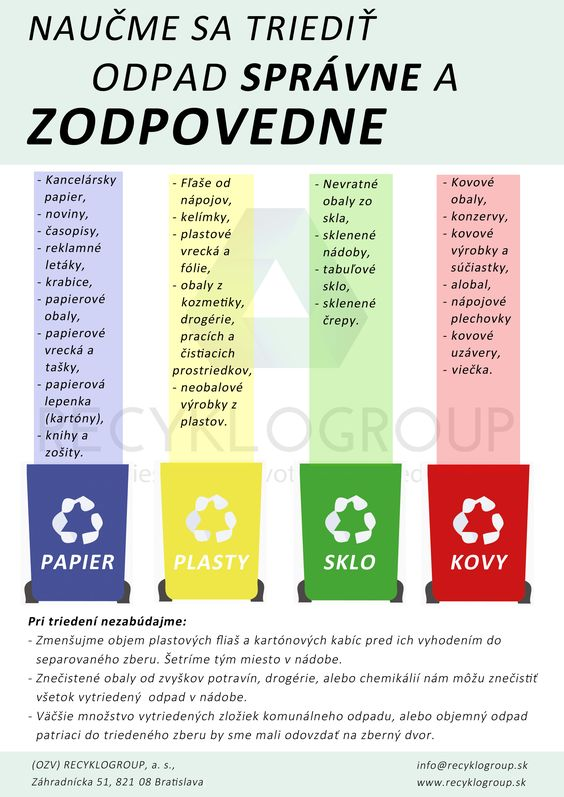 NAUČME SA TRIEDIŤ
ODPAD SPRÁVNE A
ZODPOVEDNE
- Kancelársky
papier,
- noviny,
- časopisy,
- reklamné
letáky,
- krabice,
- papierové
obaly,
- papierové
vrecká a
tašky,
- papierová
lepenka
(kartóny),
- knihy a
zošity.
- Fľaše od
nápojov,
- kelímky,
- plastové
vrecká a
fólie,
- obaly z
kozmetiky,
drogérie,
pracích a
čistiacich
prostriedkov,
- neobalové
výrobky z
plastov.
- Nevratné
obaly zo
skla,
- sklenené
nádoby,
- tabuľové
sklo,
- sklenené
črepy.
- Kovové
obaly,
- konzervy,
- kovové
výrobky a
súčiastky,
- alobal,
- nápojové
plechovky
- kovové
uzávery,
- viečka.
RECYKLOGROUP
PAPIER
PLASTY
SKLO
KOVY
Pri triedení nezabúdajme:
- Zmenšujme objem plastových fliaš a kartónových kabíc pred ich vyhodením do
separovaného zberu. Šetríme tým miesto v nádobe.
- Znečistené obaly od zvyškov potravín, drogérie, alebo chemikálií nám môžu znečistiť
všetok vytriedený odpad v nádobe.
- Väčšie množstvo vytriedených zložiek komunálneho odpadu, alebo objemný odpad
patriaci do triedeného zberu by sme mali odovzdať na zberný dvor.
(OZV) RECYKLOGROUP, a. s.,
Záhradnícka 51, 821 08 Bratislava
info@recyklogroup.sk
www.recyklogroup.sk